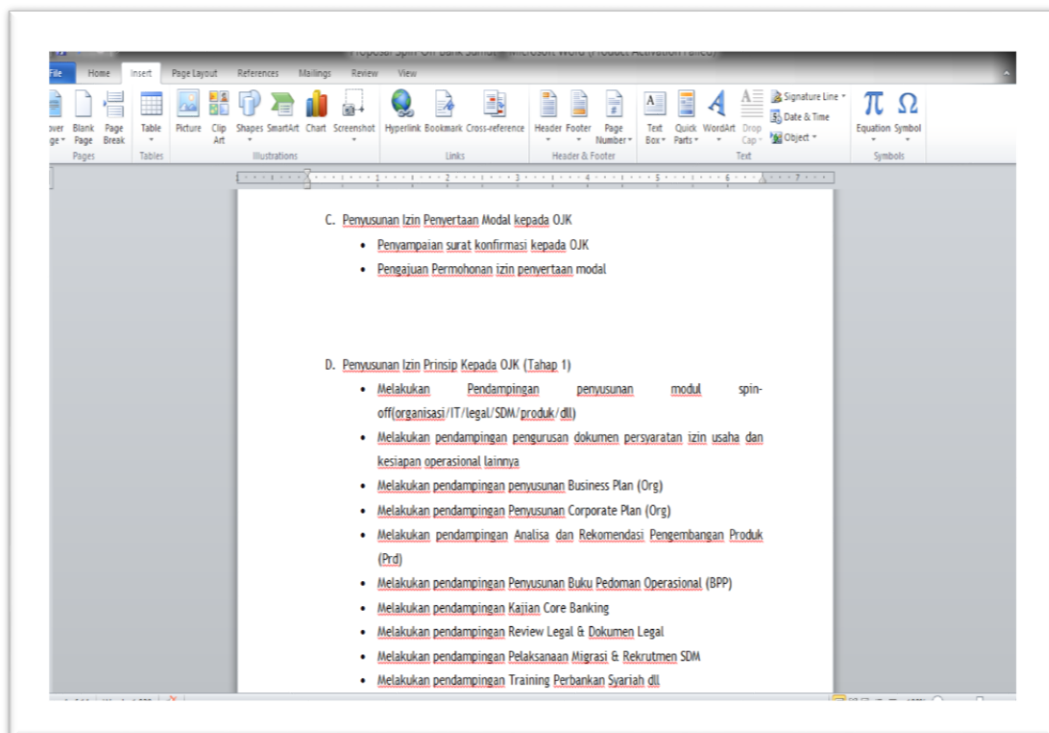 Proposal Spin Off Bank Sumut - Microsoft Word (Product Activation Failed)
File Home Insert Page Layout References Mailings Review View
Blank Page
Page Break
Table
Picture
Clip Art
Shapes SmartArt Chart Screenshot
Hyperlink Bookmark Cross-reference
Header Footer
Page Number
Text Box
Quick Parts
WordArt
Drop Cap
Signature Line
Date & Time
Object
Equation Symbol
Pages Tables Illustrations Links Header & Footer Text Symbols
1 2 3 4 5 6 7
C. Penyusunan Izin Penyertaan Modal kepada OJK
• Penyampaian surat konfirmasi kepada OJK
• Pengajuan Permohonan izin penyertaan modal
D. Penyusunan Izin Prinsip Kepada OJK (Tahap 1)
• Melakukan Pendampingan penyusunan modul spin-
off(organisasi/IT/legal/SDM/produk/dll)
• Melakukan pendampingan pengurusan dokumen persyaratan izin usaha dan
kesiapan operasional lainnya
• Melakukan pendampingan penyusunan Business Plan (Org)
• Melakukan pendampingan Penyusunan Corporate Plan (Org)
• Melakukan pendampingan Analisa dan Rekomendasi Pengembangan Produk
(Prd)
• Melakukan pendampingan Penyusunan Buku Pedoman Operasional (BPP)
• Melakukan pendampingan Kajian Core Banking
• Melakukan pendampingan Review Legal & Dokumen Legal
• Melakukan pendampingan Pelaksanaan Migrasi & Rekrutmen SDM
• Melakukan pendampingan Training Perbankan Syariah dll